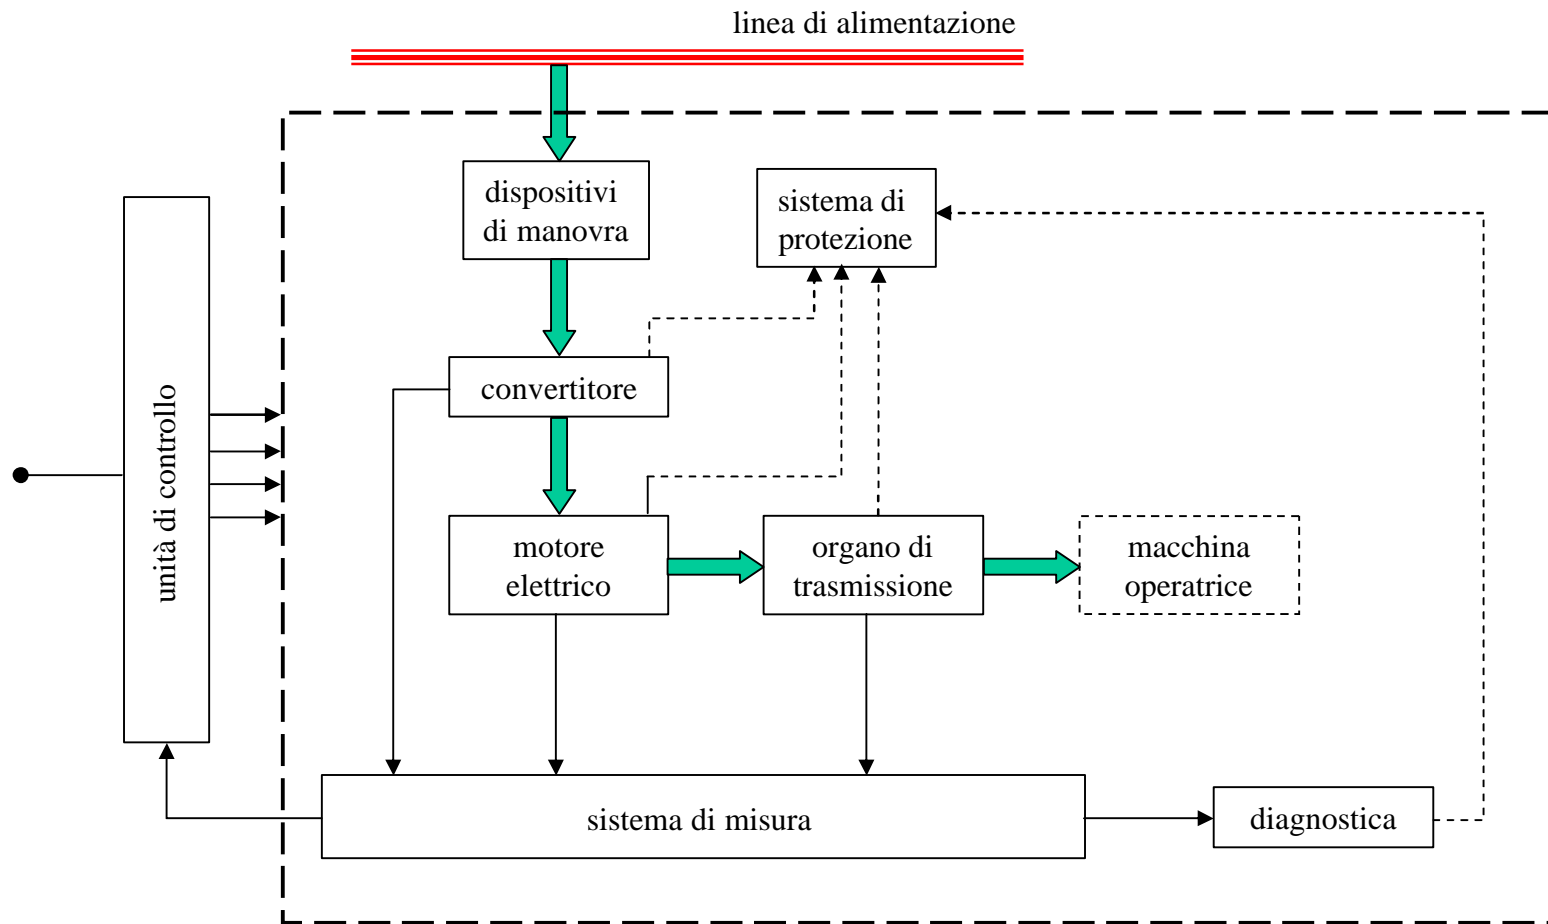 linea di alimentazione
dispositivi
di manovra
sistema di
protezione
convertitore
unità di controllo
motore
elettrico
organo di
trasmissione
macchina
operatrice
sistema di misura
diagnostica